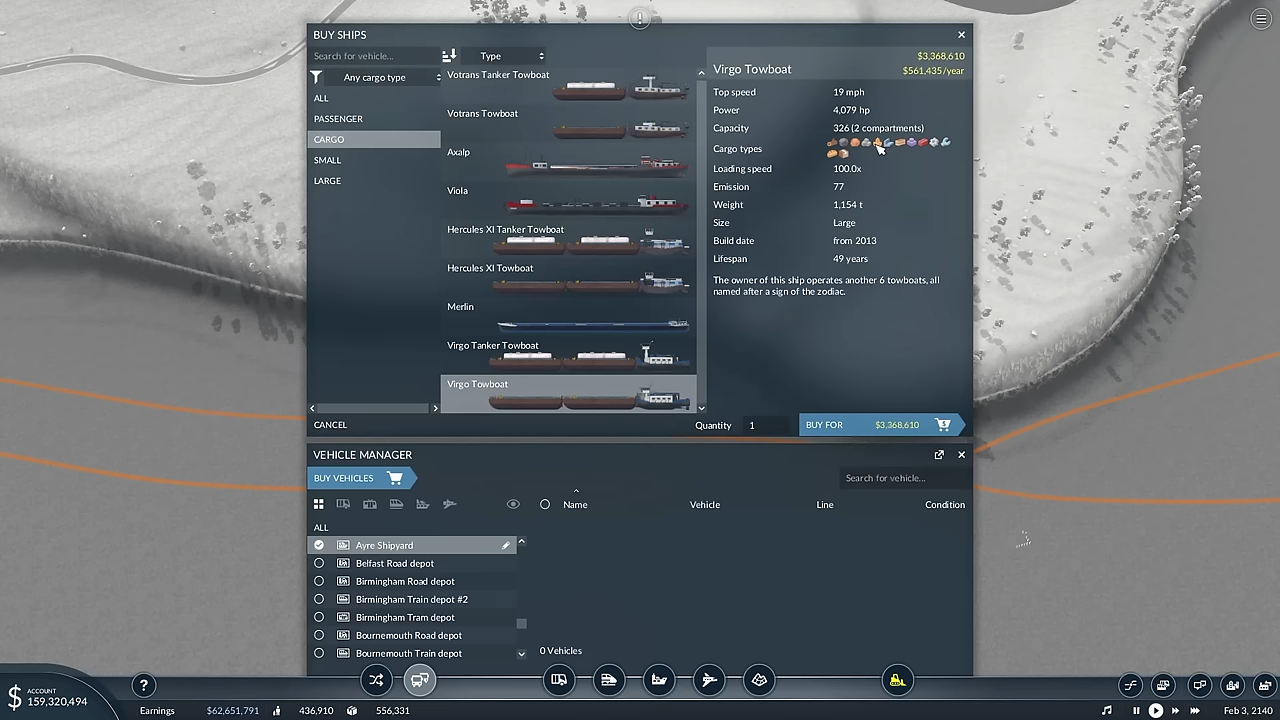 BUY SHIPS
Search for vehicle...
Type
Any cargo type
ALL
PASSENGER
CARGO
SMALL
LARGE
Votrans Tanker Towboat
Votrans Towboat
Axalp
Viola
Hercules XI Tanker Towboat
Hercules XI Towboat
Merlin
Virgo Tanker Towboat
Virgo Towboat
$3,368,610
Virgo Towboat
$561,435/year
Top speed 19 mph
Power 4,079 hp
Capacity 326 (2 compartments)
Cargo types
Loading speed 100.0x
Emission 77
Weight 1,154 t
Size Large
Build date from 2013
Lifespan 49 years
The owner of this ship operates another 6 towboats, all
named after a sign of the zodiac.
CANCEL
Quantity 1
BUY FOR $3,368,610
VEHICLE MANAGER
BUY VEHICLES
Search for vehicle...
Name Vehicle Line Condition
ALL
Ayre Shipyard
Belfast Road depot
Birmingham Road depot
Birmingham Train depot #2
Birmingham Tram depot
Bournemouth Road depot
Bournemouth Train depot
0 Vehicles
$ ACCOUNT
159,320,494
?
Earnings $62,651,791 436,910 556,331
Feb 3, 2140